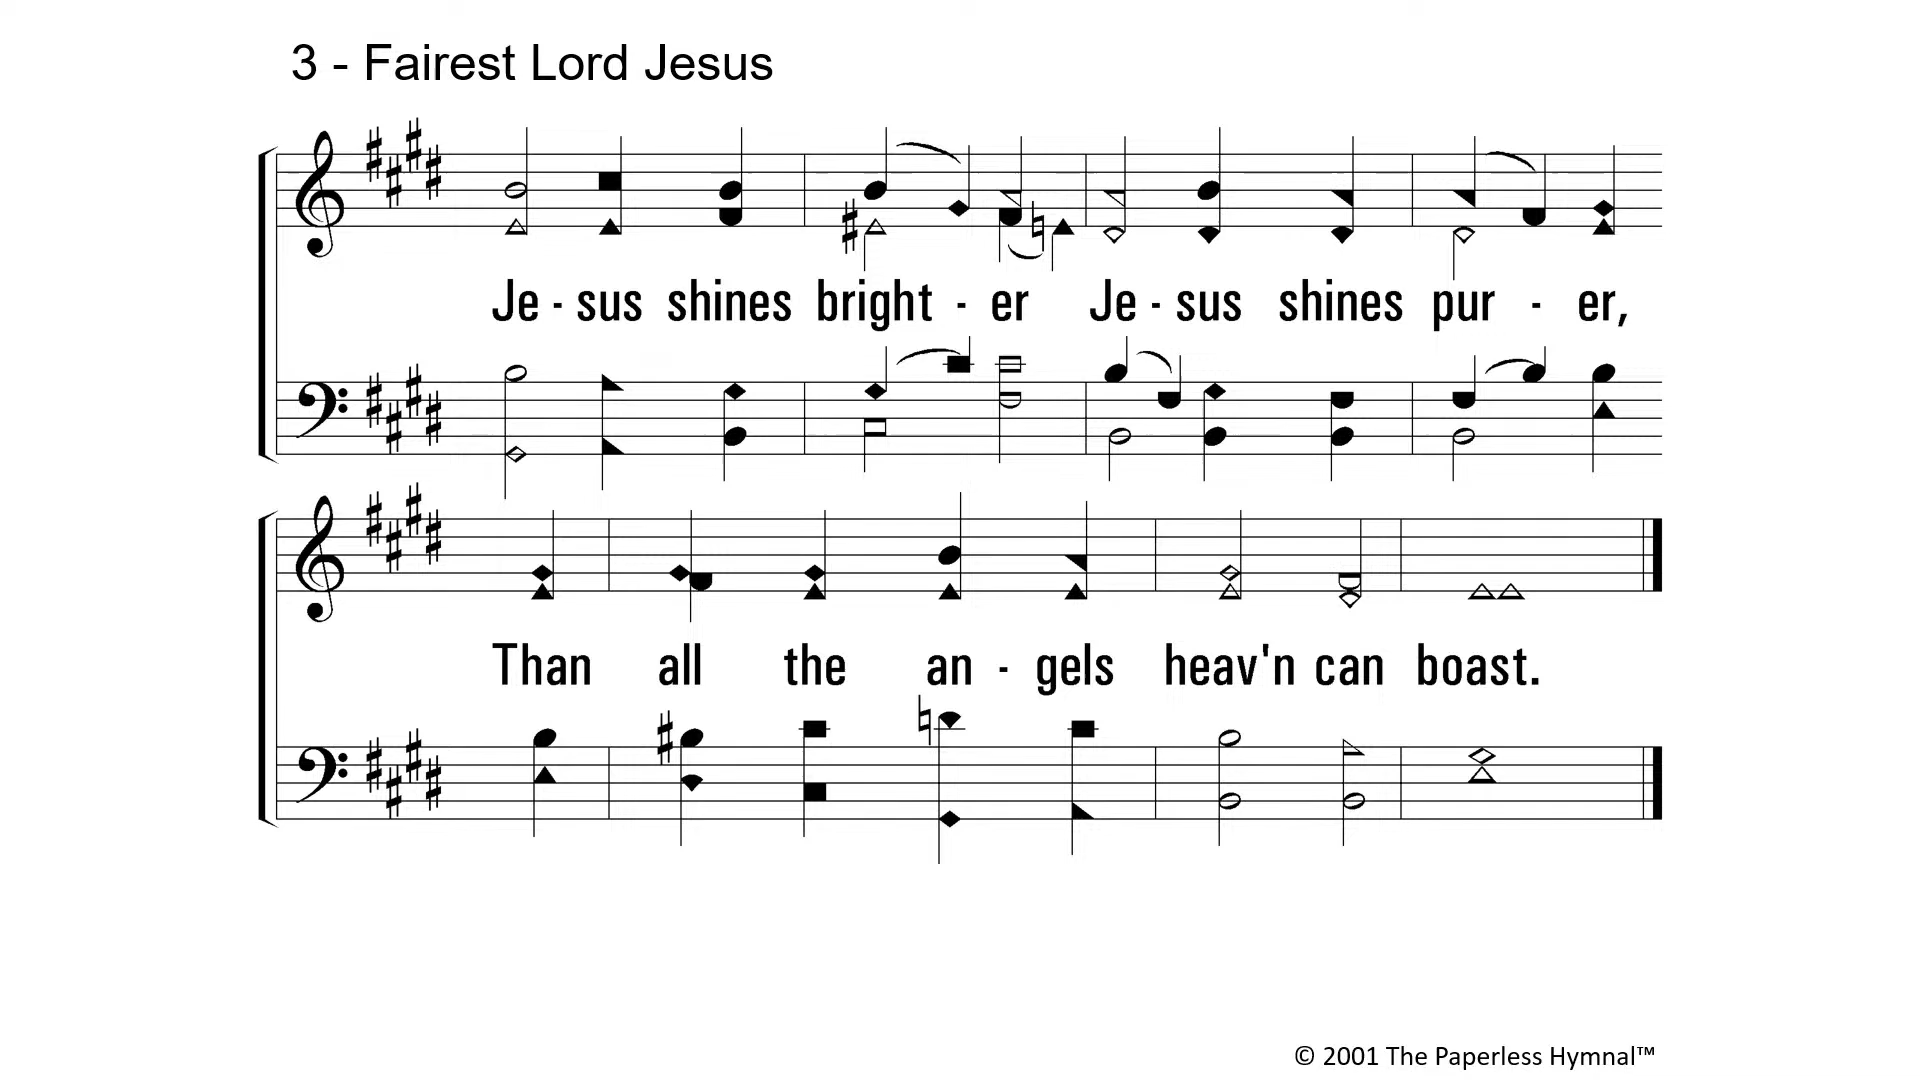 3 - Fairest Lord Jesus
Je - sus shines bright - er Je - sus shines pur - er,
Than all the an - gels heav'n can boast.
© 2001 The Paperless Hymnal™